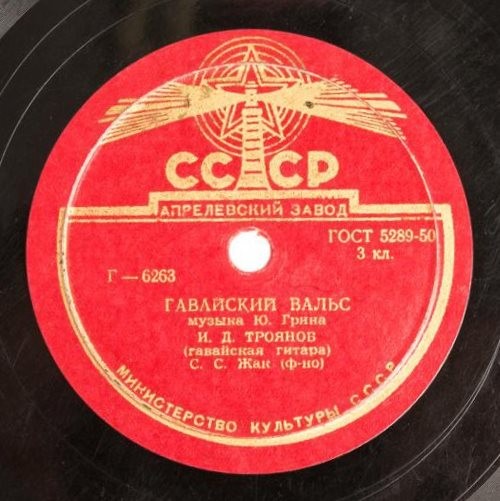 СССР
АПРЕЛЕВСКИЙ ЗАВОД
ГОСТ 5289-50
3 кл.
Г — 6263
ГАВАЙСКИЙ ВАЛЬС
музыка Ю. Грина
И. Д. ТРОЯНОВ
(гавайская гитара)
С. С. Жак (ф-но)
МИНИСТЕРСТВО КУЛЬТУРЫ СССР